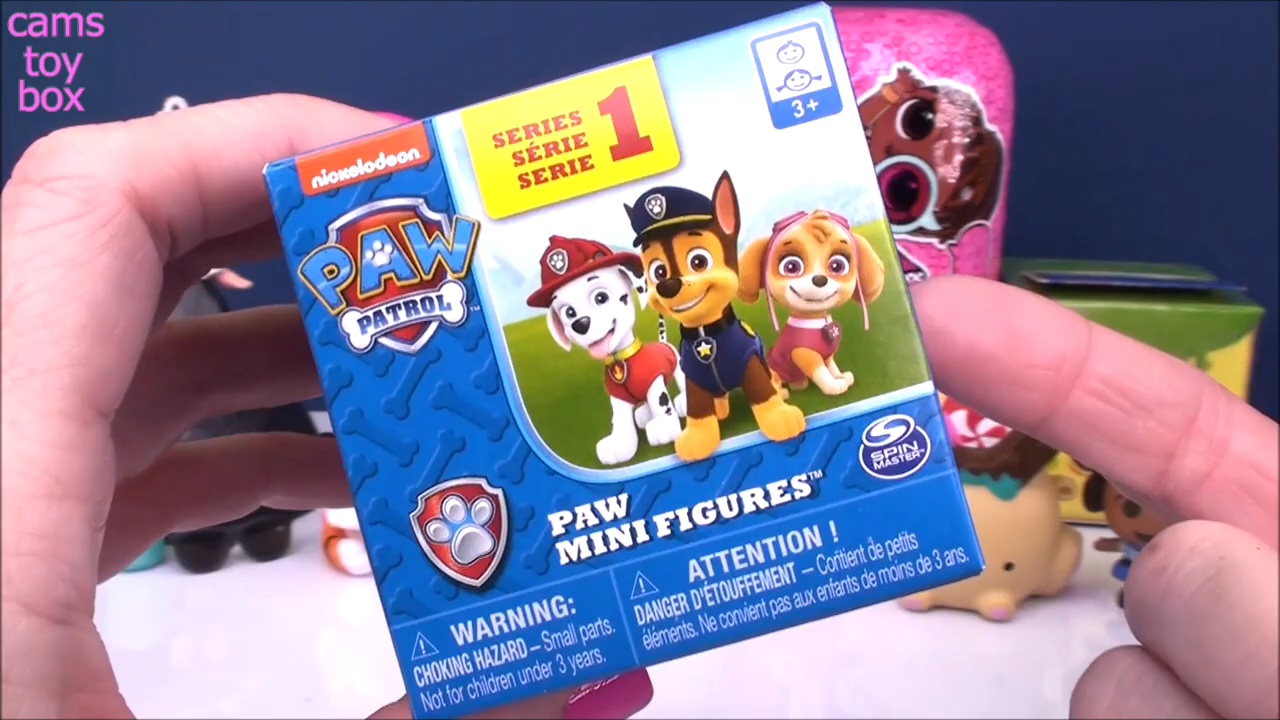 cams
toy
box
nickelodeon
PAW
PATROL™
SERIES
SÉRIE
SERIE
1
3+
SPIN
MASTER™
PAW
MINI FIGURES™
WARNING:
CHOKING HAZARD – Small parts.
Not for children under 3 years.
ATTENTION !
DANGER D'ÉTOUFFEMENT – Contient de petits
éléments. Ne convient pas aux enfants de moins de 3 ans.